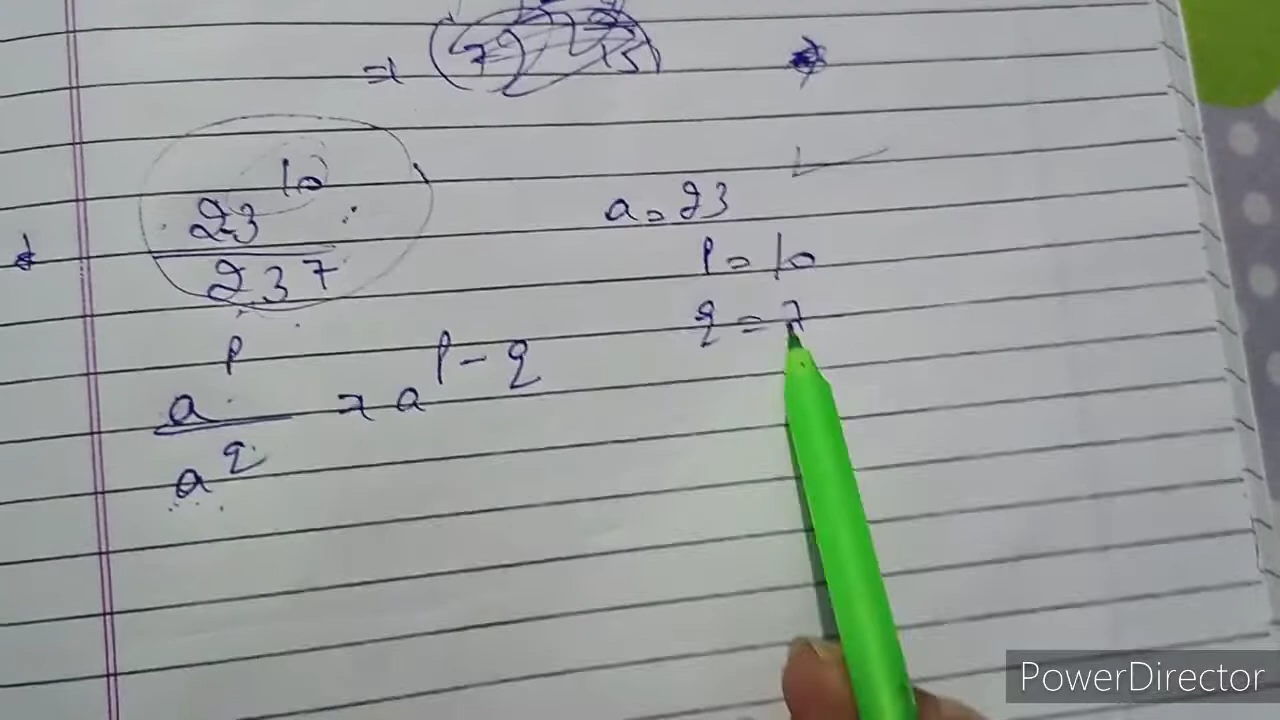 23^10 / 23^7
a = 23
p = 10
q = 7
a^p / a^q = a^p-q
PowerDirector